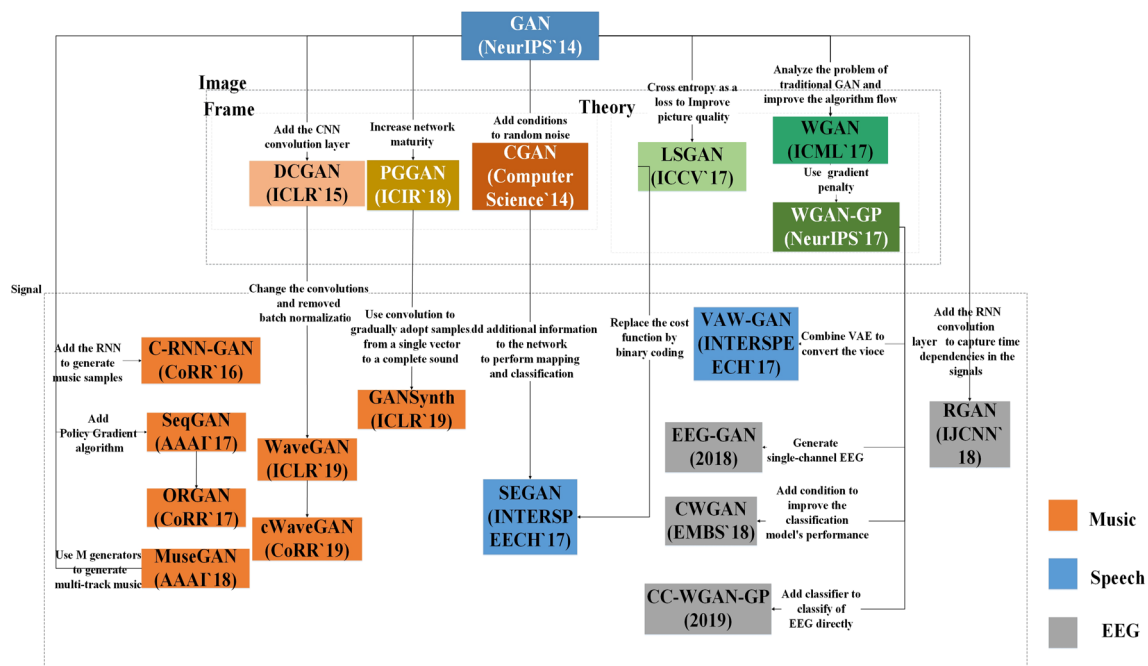 GAN
(NeurIPS`14)
Image
Frame
Theory
Add the CNN
convolution layer
Increase network
maturity
Add conditions
to random noise
Cross entropy as a
loss to Improve
picture quality
Analyze the problem of
traditional GAN and
improve the algorithm flow
DCGAN
(ICLR`15)
PGGAN
(ICIR`18)
CGAN
(Computer
Science`14)
LSGAN
(ICCV`17)
WGAN
(ICML`17)
Use gradient
penalty
WGAN-GP
(NeurIPS`17)
Signal
Change the convolutions
and removed
batch normalizatio
Use convolution to
gradually adopt samples
from a single vector
to a complete sound
dd additional information
to the network
to perform mapping
and classification
Replace the cost
function by
binary coding
VAW-GAN
(INTERSPE
ECH`17)
Combine VAE to
convert the vioce
Add the RNN
convolution
layer to capture time
dependencies in the
signals
Add the RNN
to generate
music samples
C-RNN-GAN
(CoRR`16)
GANSynth
(ICLR`19)
RGAN
(IJCNN`
18)
Add
Policy Gradient
algorithm
SeqGAN
(AAAI`17)
WaveGAN
(ICLR`19)
EEG-GAN
(2018)
Generate
single-channel EEG
ORGAN
(CoRR`17)
cWaveGAN
(CoRR`19)
SEGAN
(INTERSP
EECH`17)
CWGAN
(EMBS`18)
Add condition to
improve the
classification
model's performance
Use M generators
to generate
multi-track music
MuseGAN
(AAAI`18)
CC-WGAN-GP
(2019)
Add classifier to
classify of
EEG directly
Music
Speech
EEG